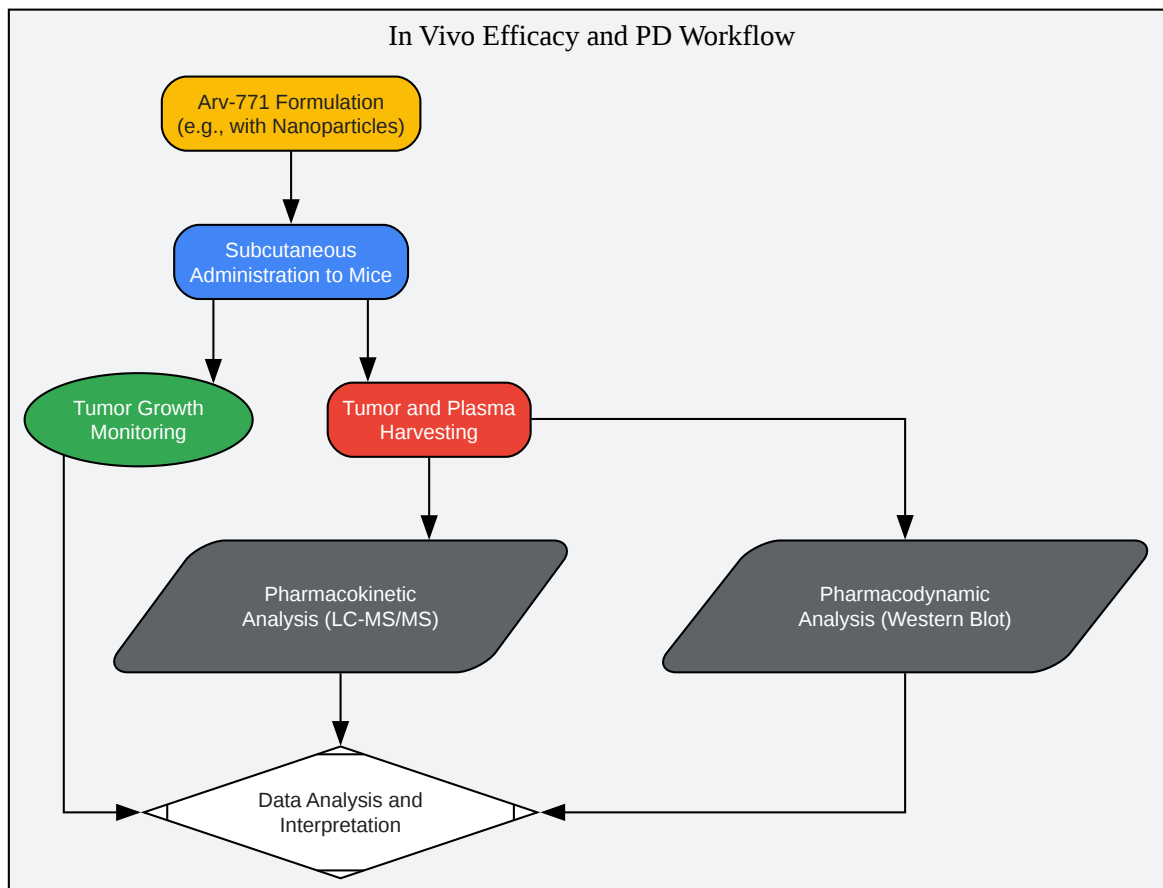 In Vivo Efficacy and PD Workflow
Arv-771 Formulation
(e.g., with Nanoparticles)
Subcutaneous
Administration to Mice
Tumor Growth
Monitoring
Tumor and Plasma
Harvesting
Pharmacokinetic
Analysis (LC-MS/MS)
Pharmacodynamic
Analysis (Western Blot)
Data Analysis and
Interpretation